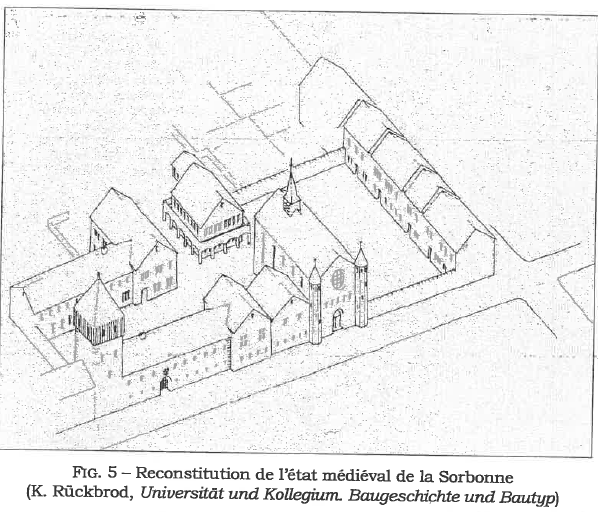 FIG. 5 – Reconstitution de l'état médiéval de la Sorbonne
(K. Rückbrod, Universität und Kollegium. Baugeschichte und Bautyp)